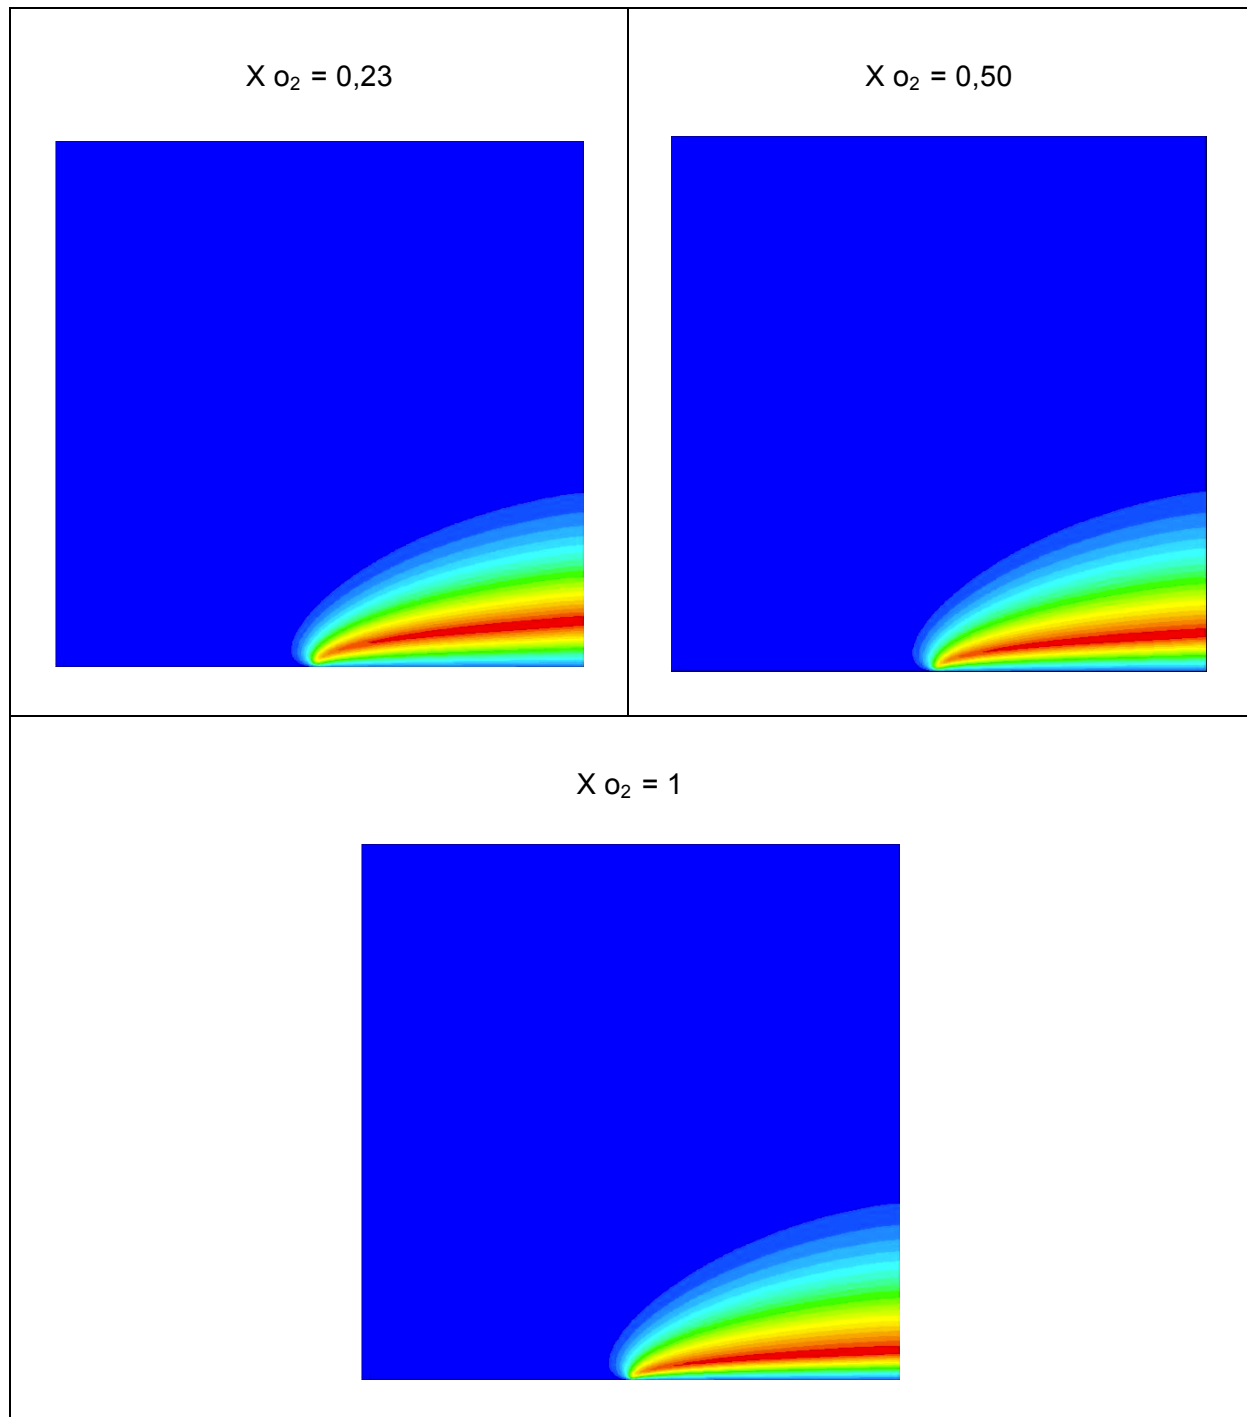 X o₂ = 0,23
X o₂ = 0,50
X o₂ = 1